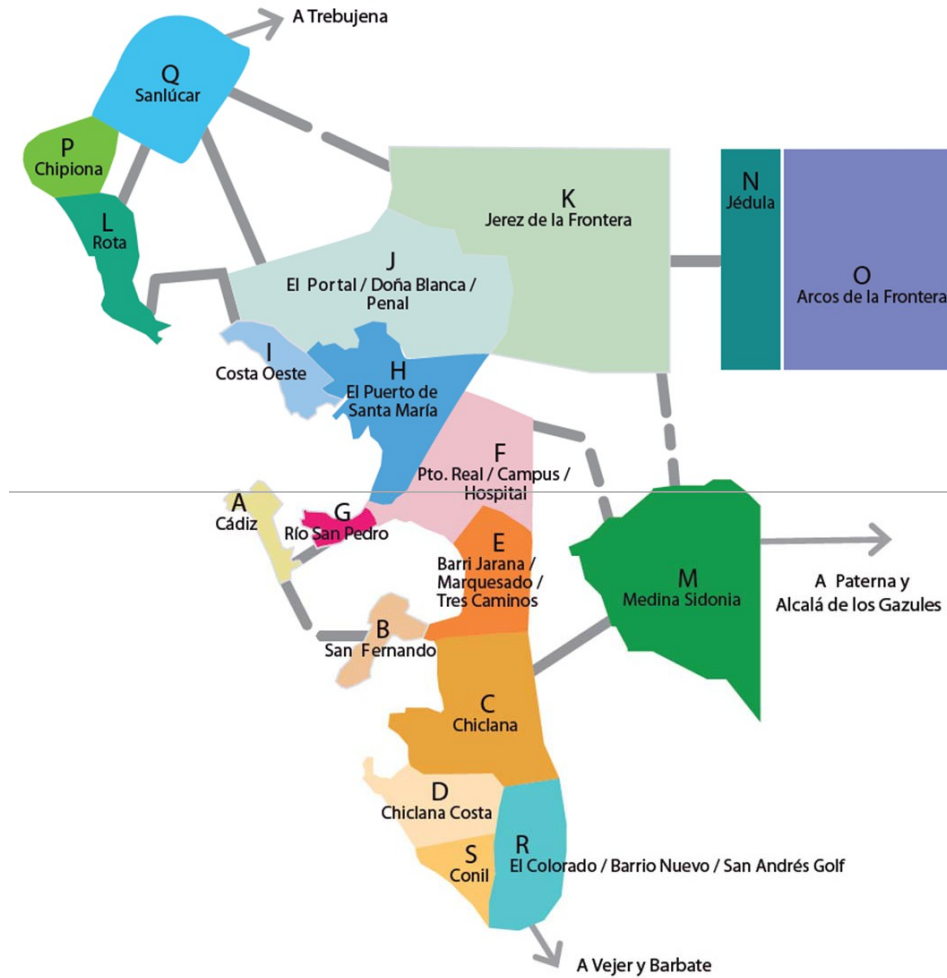 A Trebujena
Q
Sanlúcar
P
Chipiona
L
Rota
K
Jerez de la Frontera
N
Jédula
O
Arcos de la Frontera
J
El Portal / Doña Blanca /
Penal
I
Costa Oeste
H
El Puerto de
Santa María
F
Pto. Real / Campus /
Hospital
A
Cádiz
G
Río San Pedro
E
Barri Jarana /
Marquesado /
Tres Caminos
M
Medina Sidonia
A Paterna y
Alcalá de los Gazules
B
San Fernando
C
Chiclana
D
Chiclana Costa
S
Conil
R
El Colorado / Barrio Nuevo / San Andrés Golf
A Vejer y Barbate